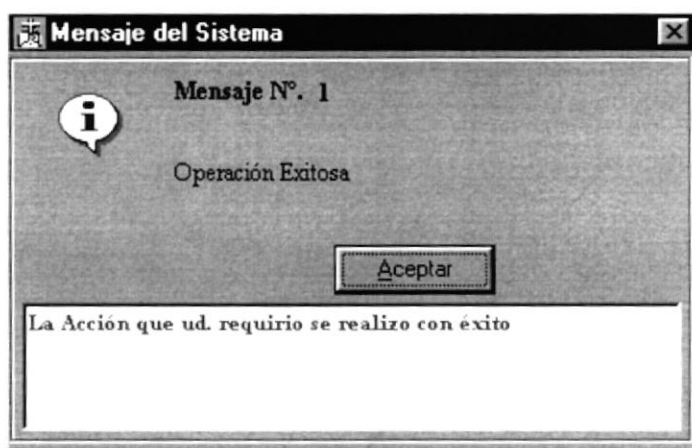 Mensaje del Sistema
Mensaje N°. 1
Operación Exitosa
Aceptar
La Acción que ud. requirio se realizo con éxito